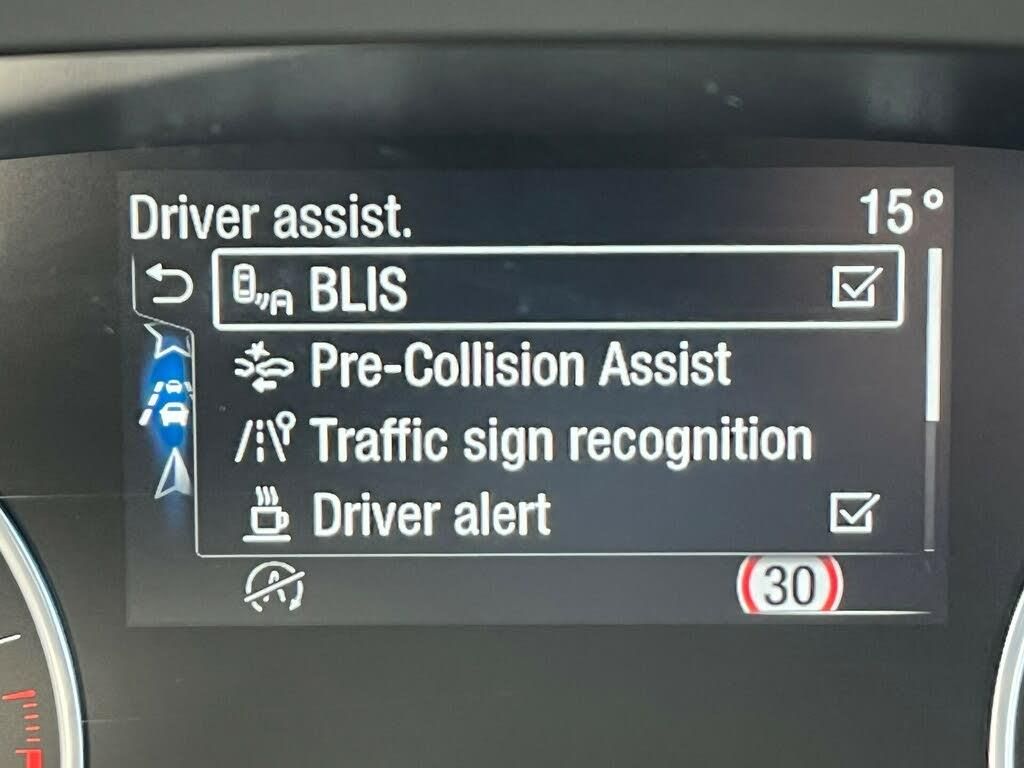 Driver assist. 15°
BLIS
Pre-Collision Assist
Traffic sign recognition
Driver alert
30